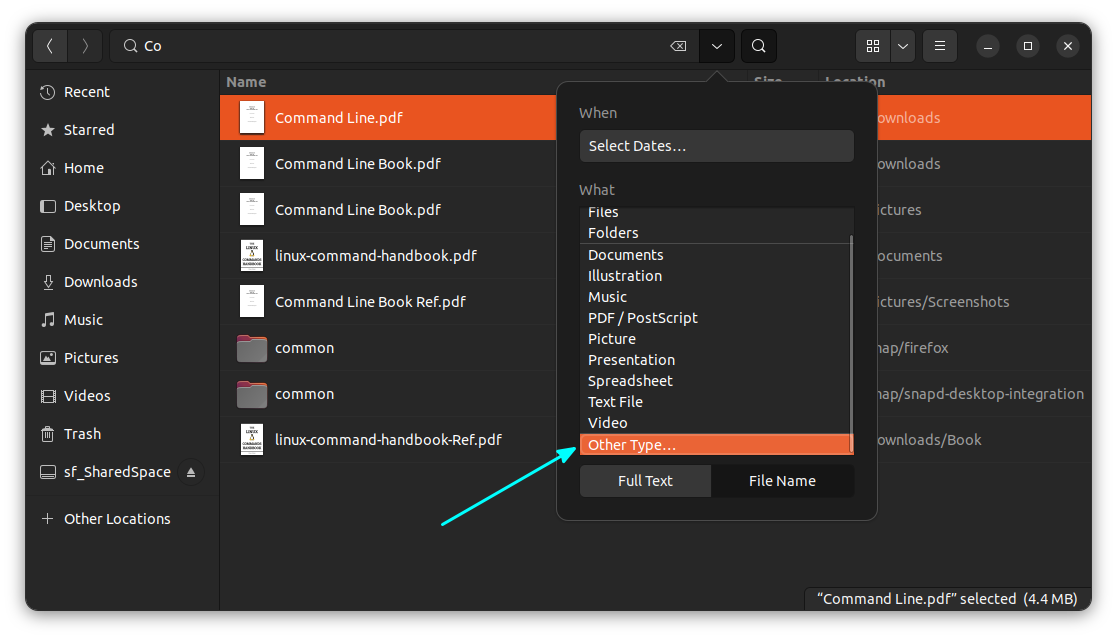 Co
Recent
Starred
Home
Desktop
Documents
Downloads
Music
Pictures
Videos
Trash
sf_SharedSpace
Other Locations
Name Size Location
Command Line.pdf ownloads
Command Line Book.pdf ownloads
Command Line Book.pdf ictures
linux-command-handbook.pdf ocuments
Command Line Book Ref.pdf ictures/Screenshots
common nap/firefox
common nap/snapd-desktop-integration
linux-command-handbook-Ref.pdf ownloads/Book
When
Select Dates…
What
Files
Folders
Documents
Illustration
Music
PDF / PostScript
Picture
Presentation
Spreadsheet
Text File
Video
Other Type…
Full Text File Name
“Command Line.pdf” selected (4.4 MB)